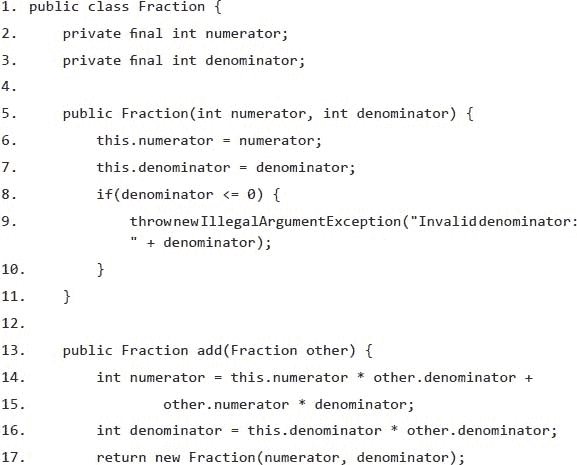 1. public class Fraction {
2. private final int numerator;
3. private final int denominator;
4.
5. public Fraction(int numerator, int denominator) {
6. this.numerator = numerator;
7. this.denominator = denominator;
8. if(denominator <= 0) {
9. thrownewIllegalArgumentException("Invaliddenominator:
" + denominator);
10. }
11. }
12.
13. public Fraction add(Fraction other) {
14. int numerator = this.numerator * other.denominator +
15. other.numerator * denominator;
16. int denominator = this.denominator * other.denominator;
17. return new Fraction(numerator, denominator);